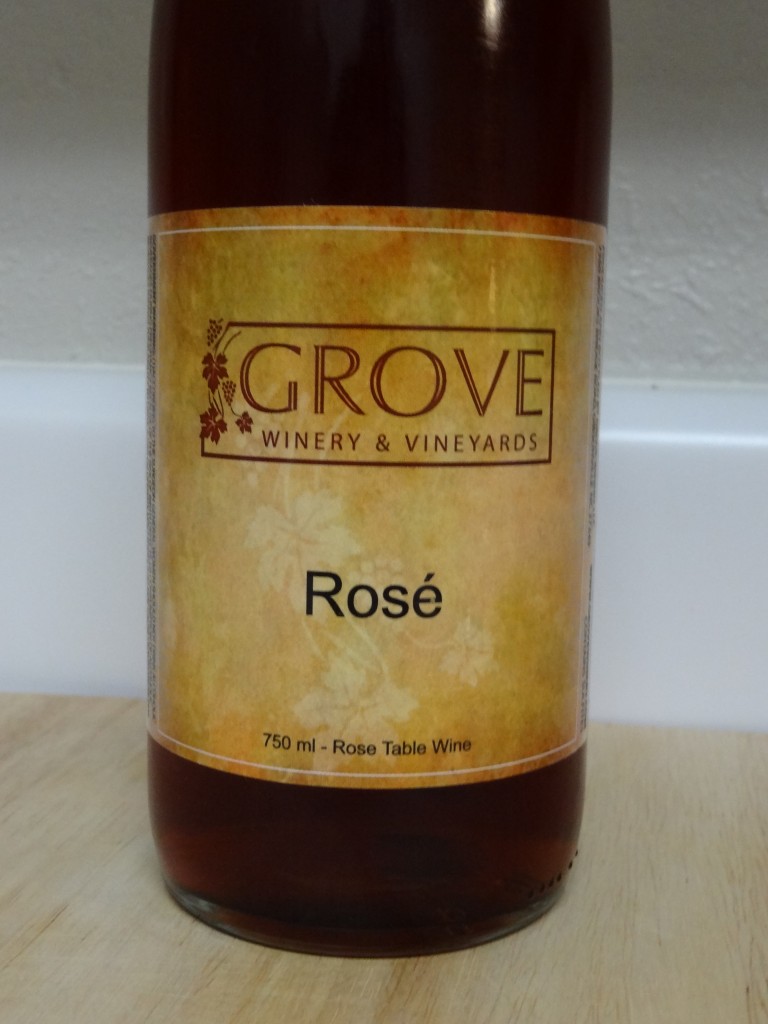 GROVE
WINERY & VINEYARDS
Rosé
750 ml - Rose Table Wine